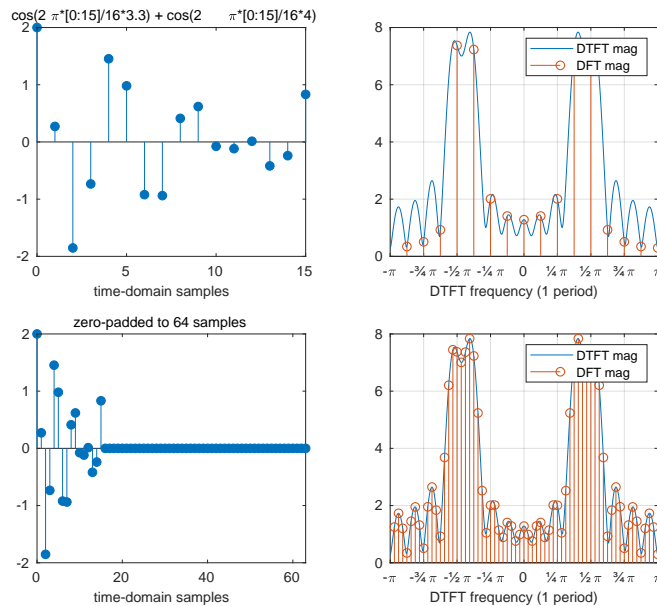 cos(2 π*[0:15]/16*3.3) + cos(2 π*[0:15]/16*4)
2
1
0
-1
-2
0 5 10 15
time-domain samples
8
6
4
2
0
DTFT mag
DFT mag
-π -¾ π -½ π -¼ π 0 ¼ π ½ π ¾ π π
DTFT frequency (1 period)
zero-padded to 64 samples
2
1
0
-1
-2
0 20 40 60
time-domain samples
8
6
4
2
0
DTFT mag
DFT mag
-π -¾ π -½ π -¼ π 0 ¼ π ½ π ¾ π π
DTFT frequency (1 period)